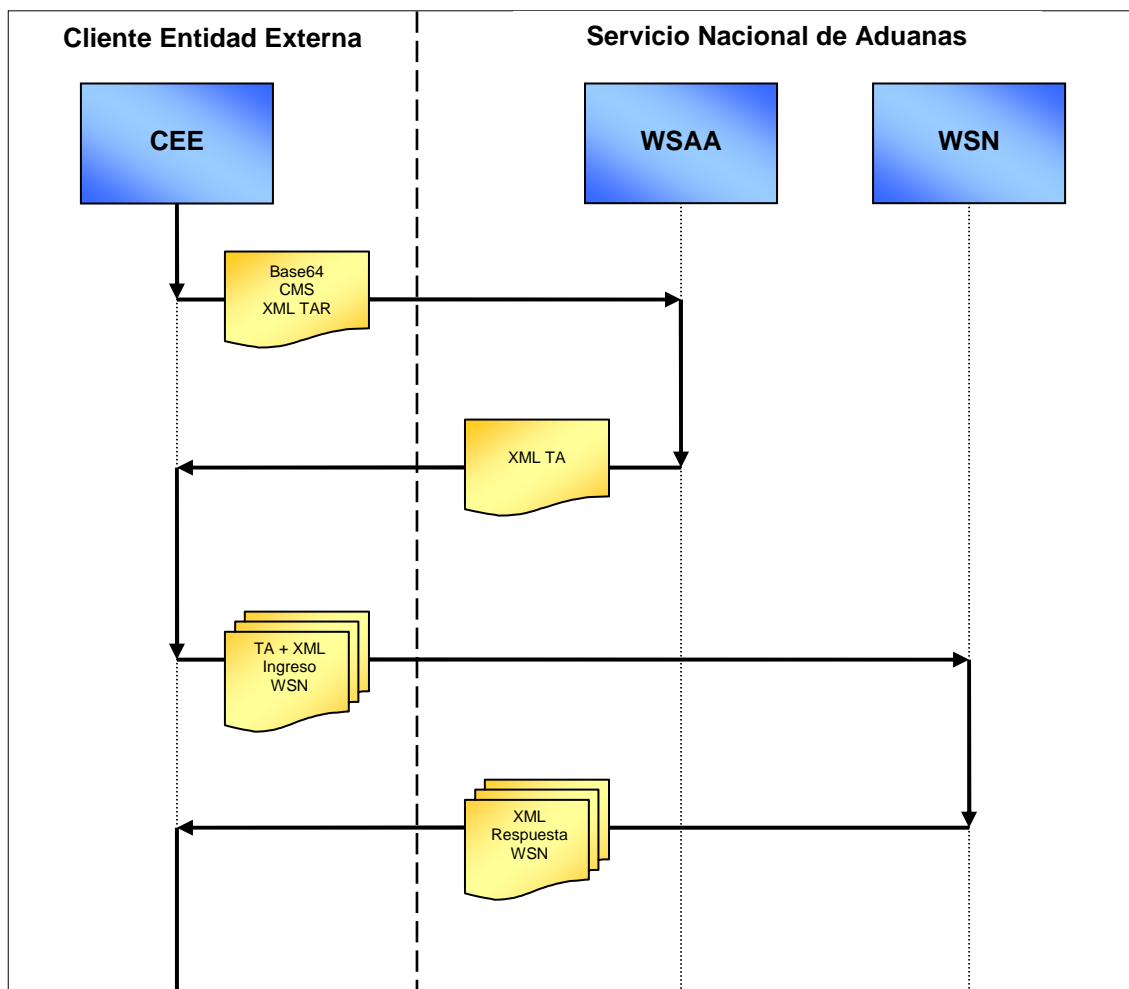 Cliente Entidad Externa
Servicio Nacional de Aduanas
CEE
WSAA
WSN
Base64
CMS
XML TAR
XML TA
TA + XML
Ingreso
WSN
XML
Respuesta
WSN